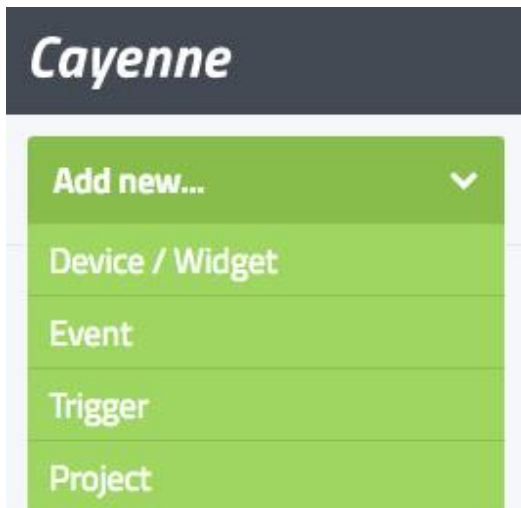 Cayenne
Add new...
Device / Widget
Event
Trigger
Project